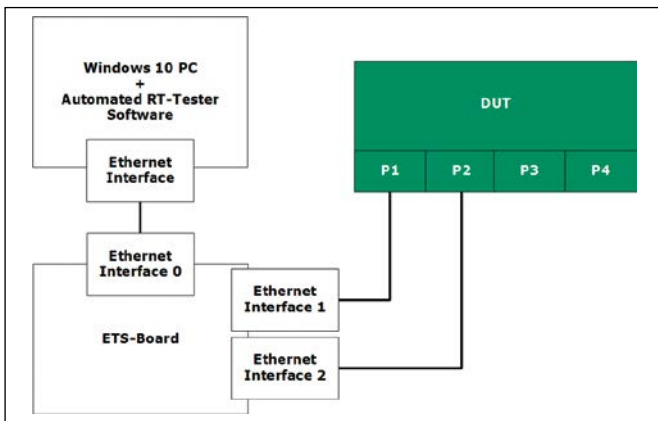 Windows 10 PC
+
Automated RT-Tester
Software
Ethernet
Interface
DUT
P1 P2 P3 P4
Ethernet
Interface 0
Ethernet
Interface 1
ETS-Board
Ethernet
Interface 2